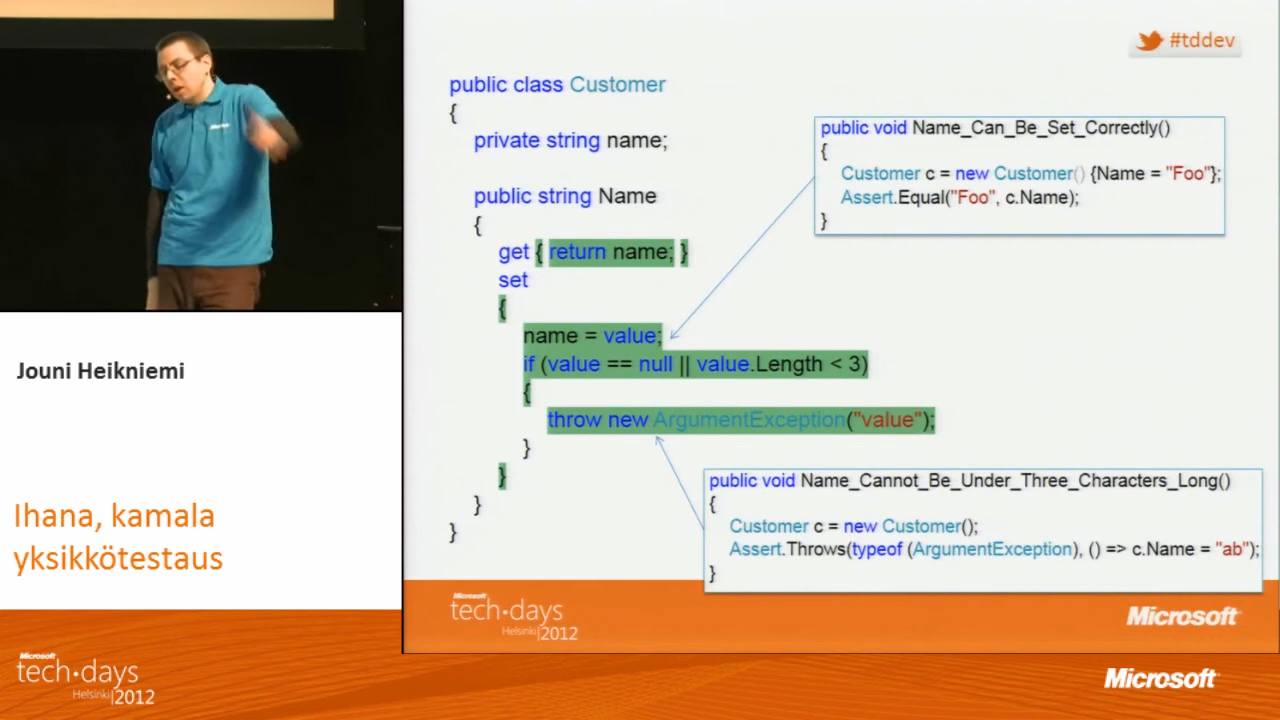 #tddev
public class Customer
{
private string name;
public string Name
{
get { return name; }
set
{
name = value;
if (value == null || value.Length < 3)
{
throw new ArgumentException("value");
}
}
}
}
public void Name_Can_Be_Set_Correctly()
{
Customer c = new Customer() {Name = "Foo"};
Assert.Equal("Foo", c.Name);
}
public void Name_Cannot_Be_Under_Three_Characters_Long()
{
Customer c = new Customer();
Assert.Throws(typeof (ArgumentException), () => c.Name = "ab");
}
Microsoft
tech·days
Helsinki|2012
Microsoft
Jouni Heikniemi
Ihana, kamala
yksikkötestaus
Microsoft
tech·days
Helsinki|2012
Microsoft